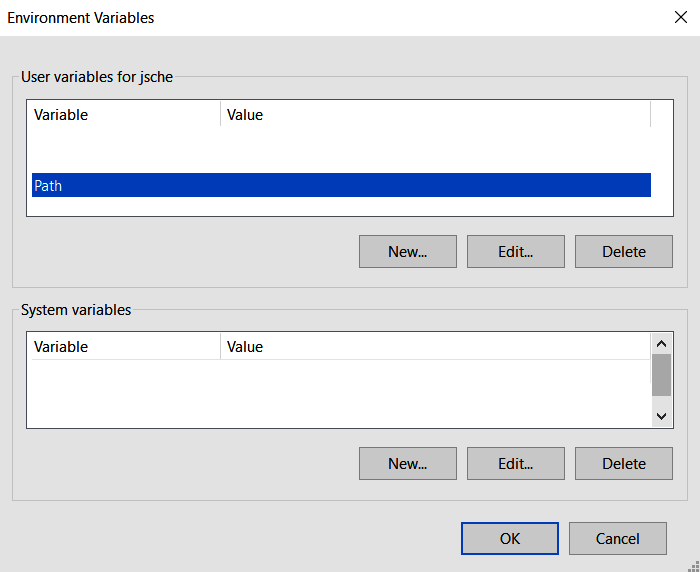 Environment Variables
User variables for jsche
Variable Value
Path
New... Edit... Delete
System variables
Variable Value
New... Edit... Delete
OK Cancel